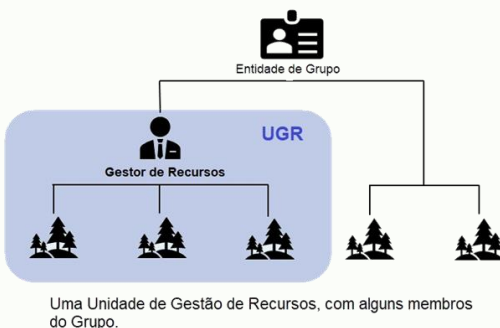 Entidade de Grupo
UGR
Gestor de Recursos
Uma Unidade de Gestão de Recursos, com alguns membros
do Grupo.